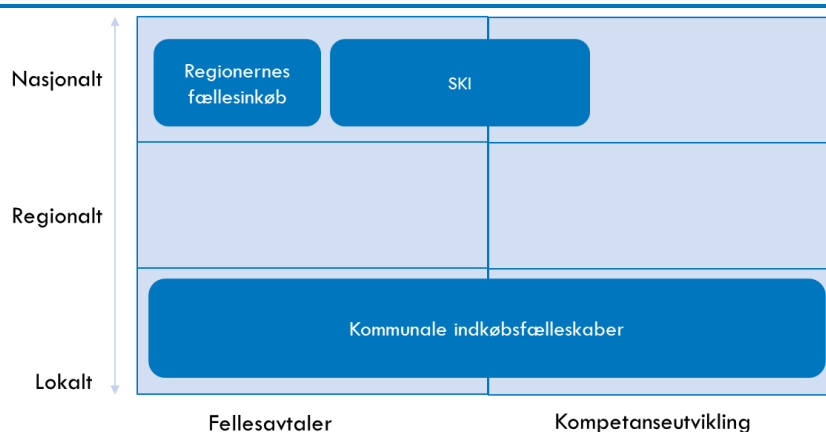 Nasjonalt
Regionernes
fællesinkøb
SKI
Regionalt
Kommunale indkøbsfælleskaber
Lokalt
Fellesavtaler
Kompetanseutvikling